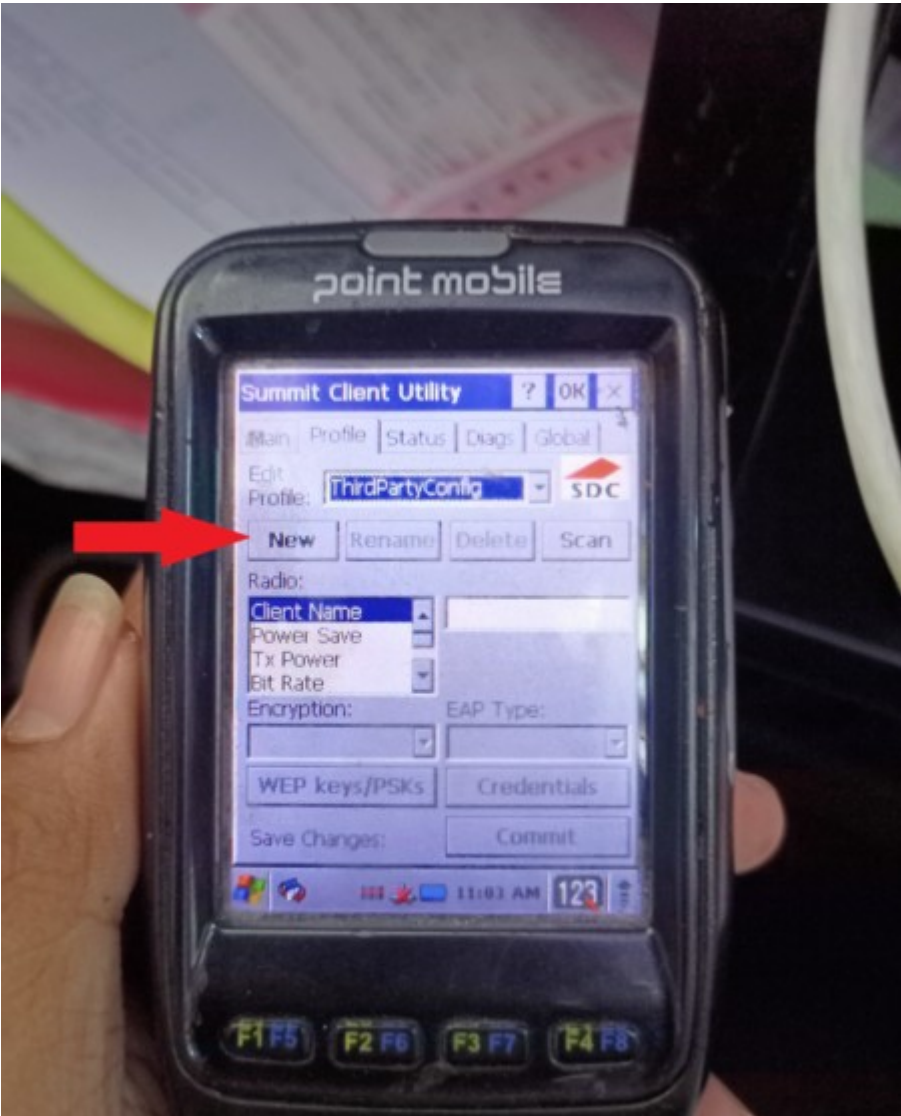 point mobile
Summit Client Utility ? OK ×
Main Profile Status Diags Global
Edit Profile: ThirdPartyConfig
SDC
New Rename Delete Scan
Radio:
Client Name
Power Save
Tx Power
Bit Rate
Encryption: EAP Type:
WEP keys/PSKs Credentials
Save Changes: Commit
11:03 AM 123
F1 F5 F2 F6 F3 F7 F4 F8